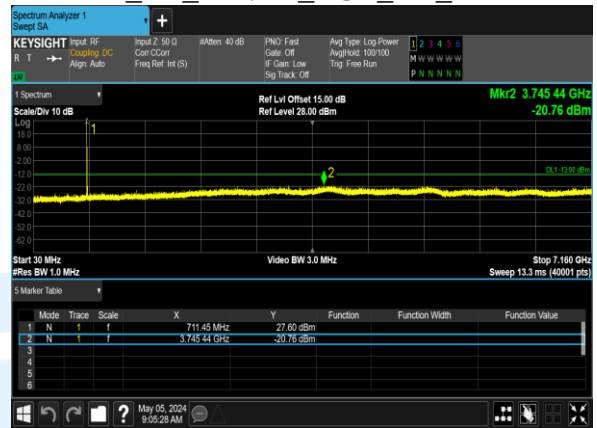 Spectrum Analyzer 1
Swept SA
KEYSIGHT Input: RF Input Z: 50 Ω #Atten: 40 dB PNO: Fast Avg Type: Log-Power 1 2 3 4 5 6
R T Coupling: DC Corr CCorr Gate: Off Avg|Hold: 100/100 M W W W W W
Align: Auto Freq Ref: Int (S) IF Gain: Low Trig: Free Run
Sig Track: Off P N N N N N
1 Spectrum Ref Lvl Offset 15.00 dB Mkr2 3.745 44 GHz
Scale/Div 10 dB Ref Level 28.00 dBm -20.76 dBm
Log
18.0
8.00
-2.00
-12.0
-22.0
-32.0
-42.0
-52.0
-62.0
1
2
DL1 -13.00 dBm
Start 30 MHz Video BW 3.0 MHz Stop 7.160 GHz
#Res BW 1.0 MHz Sweep 13.3 ms (40001 pts)
5 Marker Table
Mode Trace Scale X Y Function Function Width Function Value
1 N 1 f 711.45 MHz 27.60 dBm
2 N 1 f 3.745 44 GHz -20.76 dBm
3
4
5
6
? May 05, 2024
9:05:28 AM